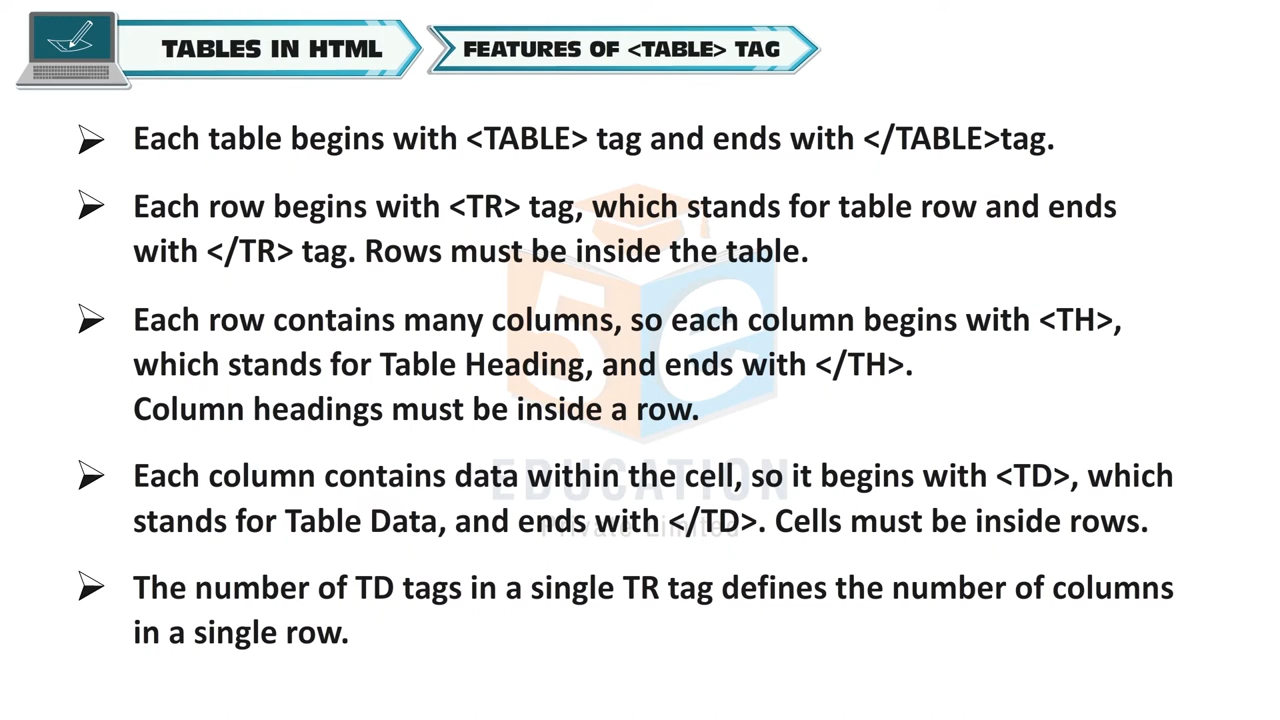 TABLES IN HTML
FEATURES OF <TABLE> TAG
Each table begins with <TABLE> tag and ends with </TABLE>tag.
Each row begins with <TR> tag, which stands for table row and ends
with </TR> tag. Rows must be inside the table.
Each row contains many columns, so each column begins with <TH>,
which stands for Table Heading, and ends with </TH>.
Column headings must be inside a row.
Each column contains data within the cell, so it begins with <TD>, which
stands for Table Data, and ends with </TD>. Cells must be inside rows.
The number of TD tags in a single TR tag defines the number of columns
in a single row.
5e
EDUCATION
Private Limited